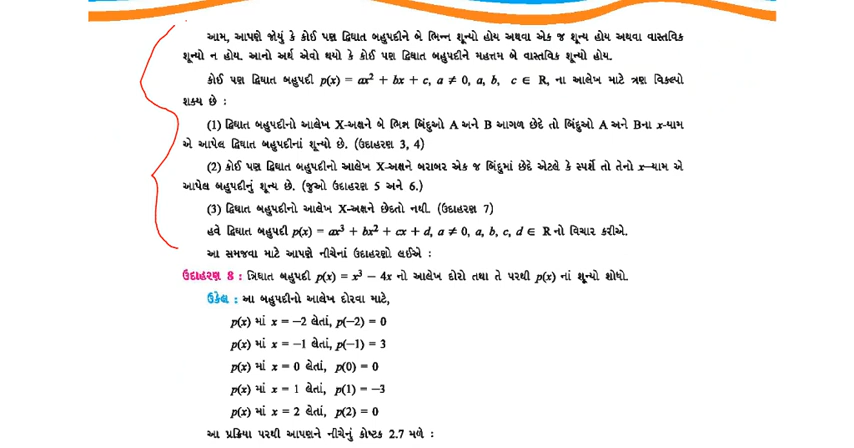 આમ, આપણે જોયું કે કોઈ પણ દ્વિઘાત બહુપદીને બે ભિન્ન શૂન્યો હોય અથવા એક જ શૂન્ય હોય અથવા વાસ્તવિક
શૂન્યો ન હોય. આનો અર્થ એવો થયો કે કોઈ પણ દ્વિઘાત બહુપદીને મહત્તમ બે વાસ્તવિક શૂન્યો હોય.
કોઈ પણ દ્વિઘાત બહુપદી p(x) = ax² + bx + c, a ≠ 0, a, b, c ∈ R, ના આલેખ માટે ત્રણ વિકલ્પો
શક્ય છે :
(1) દ્વિઘાત બહુપદીનો આલેખ X-અક્ષને બે ભિન્ન બિંદુઓ A અને B આગળ છેદે તો બિંદુઓ A અને Bના x-યામ
એ આપેલ દ્વિઘાત બહુપદીનાં શૂન્યો છે. (ઉદાહરણ 3, 4)
(2) કોઈ પણ દ્વિઘાત બહુપદીનો આલેખ X-અક્ષને બરાબર એક જ બિંદુમાં છેદે એટલે કે સ્પર્શે તો તેનો x-યામ એ
આપેલ બહુપદીનું શૂન્ય છે. (જુઓ ઉદાહરણ 5 અને 6.)
(3) દ્વિઘાત બહુપદીનો આલેખ X-અક્ષને છેદતો નથી. (ઉદાહરણ 7)
હવે દ્વિઘાત બહુપદી p(x) = ax³ + bx² + cx + d, a ≠ 0, a, b, c, d ∈ R નો વિચાર કરીએ.
આ સમજવા માટે આપણે નીચેનાં ઉદાહરણો લઈએ :
ઉદાહરણ 8 : ત્રિઘાત બહુપદી p(x) = x³ – 4x નો આલેખ દોરો તથા તે પરથી p(x) નાં શૂન્યો શોધો.
ઉકેલ : આ બહુપદીનો આલેખ દોરવા માટે,
p(x) માં x = –2 લેતાં, p(–2) = 0
p(x) માં x = –1 લેતાં, p(–1) = 3
p(x) માં x = 0 લેતાં, p(0) = 0
p(x) માં x = 1 લેતાં, p(1) = –3
p(x) માં x = 2 લેતાં, p(2) = 0
આ પ્રક્રિયા પરથી આપણને નીચેનું કોષ્ટક 2.7 મળે :